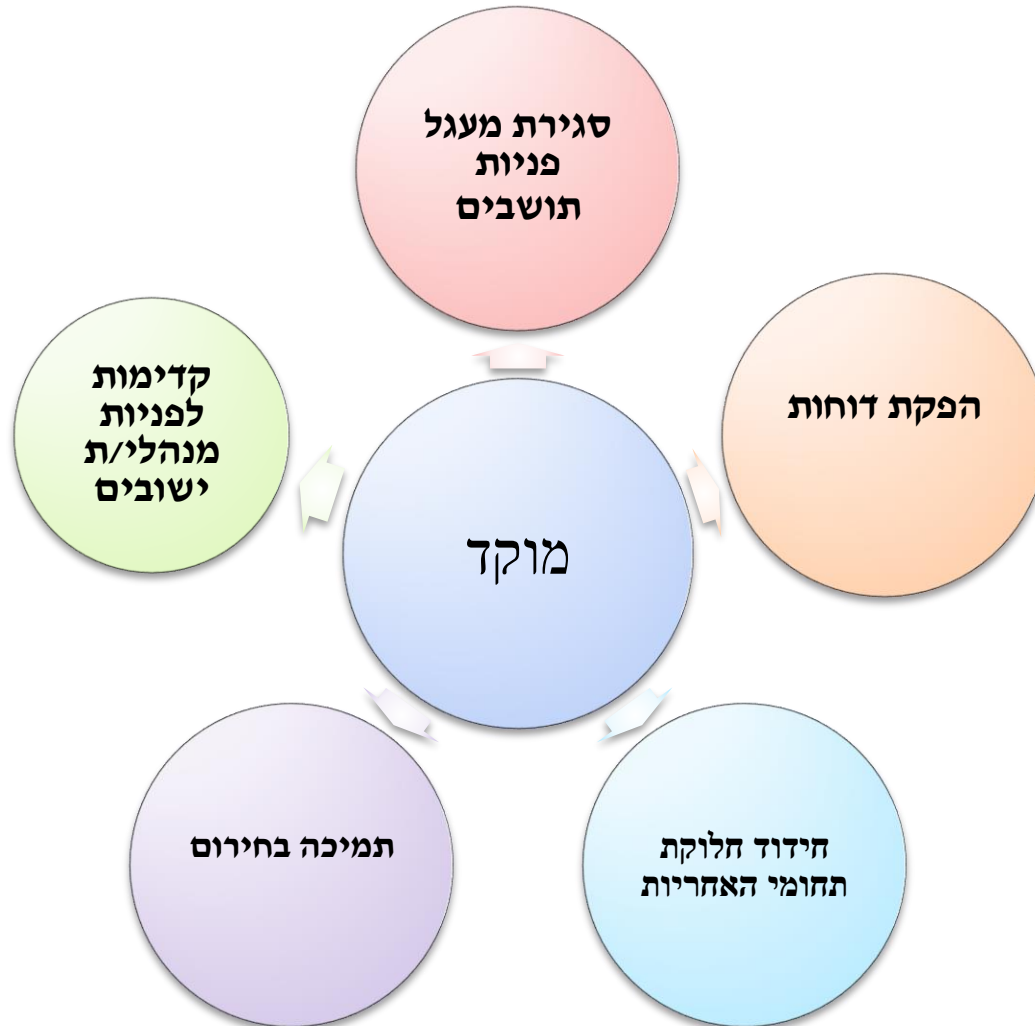 סגירת מעגל
פניות
תושבים
הפקת דוחות
קדימות
לפניות
מנהלי/ת
ישובים
מוקד
תמיכה בחירום
חידוד חלוקת
תחומי האחריות